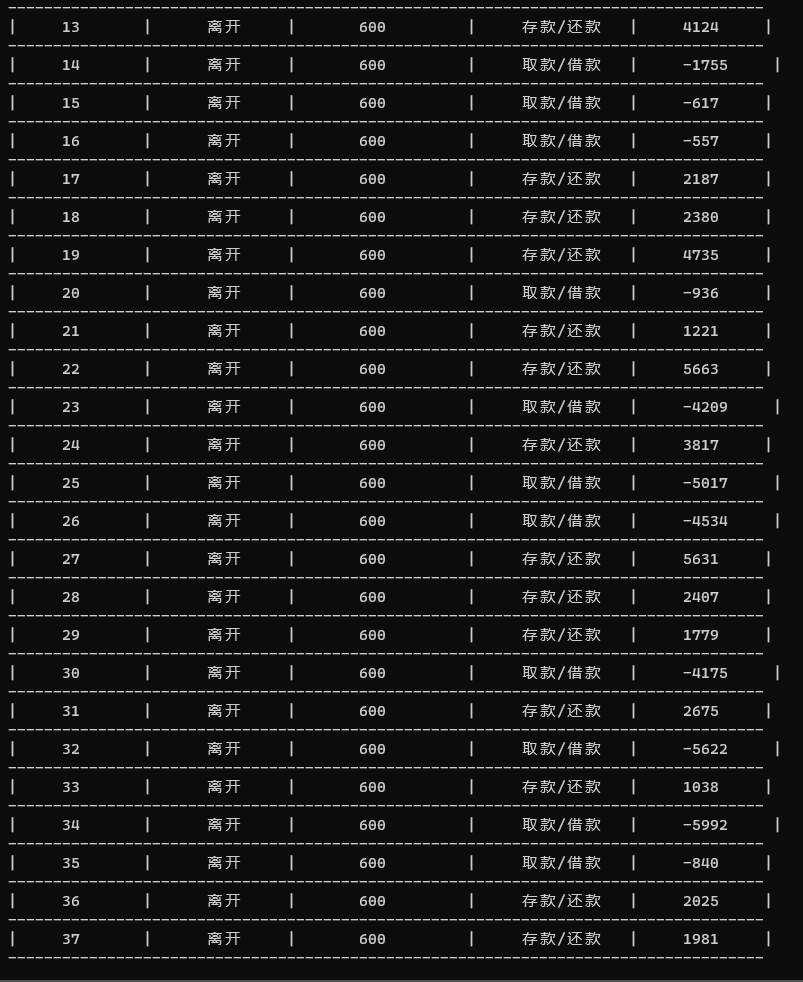 | 13 | 离开 | 600 | 存款/还款 | 4124 |
| 14 | 离开 | 600 | 取款/借款 | -1755 |
| 15 | 离开 | 600 | 取款/借款 | -617 |
| 16 | 离开 | 600 | 取款/借款 | -557 |
| 17 | 离开 | 600 | 存款/还款 | 2187 |
| 18 | 离开 | 600 | 存款/还款 | 2380 |
| 19 | 离开 | 600 | 存款/还款 | 4735 |
| 20 | 离开 | 600 | 取款/借款 | -936 |
| 21 | 离开 | 600 | 存款/还款 | 1221 |
| 22 | 离开 | 600 | 存款/还款 | 5663 |
| 23 | 离开 | 600 | 取款/借款 | -4209 |
| 24 | 离开 | 600 | 存款/还款 | 3817 |
| 25 | 离开 | 600 | 取款/借款 | -5017 |
| 26 | 离开 | 600 | 取款/借款 | -4534 |
| 27 | 离开 | 600 | 存款/还款 | 5631 |
| 28 | 离开 | 600 | 存款/还款 | 2407 |
| 29 | 离开 | 600 | 存款/还款 | 1779 |
| 30 | 离开 | 600 | 取款/借款 | -4175 |
| 31 | 离开 | 600 | 存款/还款 | 2675 |
| 32 | 离开 | 600 | 取款/借款 | -5622 |
| 33 | 离开 | 600 | 存款/还款 | 1038 |
| 34 | 离开 | 600 | 取款/借款 | -5992 |
| 35 | 离开 | 600 | 取款/借款 | -840 |
| 36 | 离开 | 600 | 存款/还款 | 2025 |
| 37 | 离开 | 600 | 存款/还款 | 1981 |